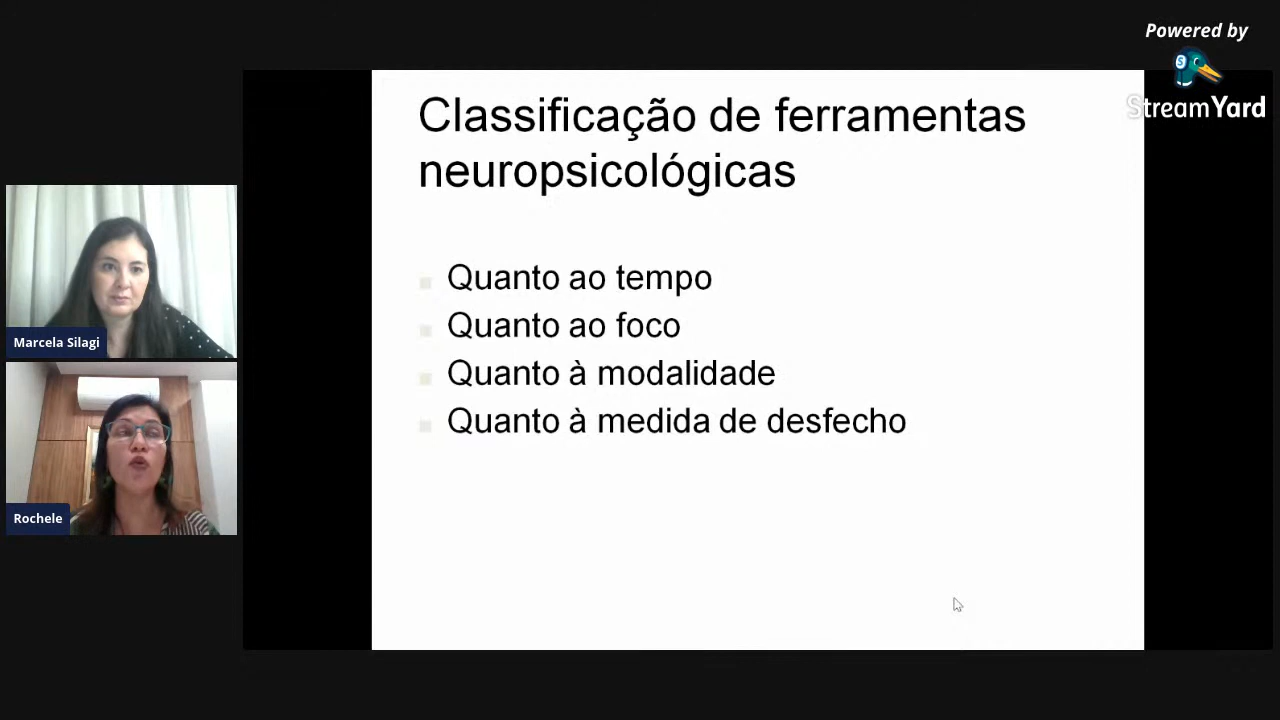 Powered by
StreamYard
Classificação de ferramentas
neuropsicológicas
Quanto ao tempo
Quanto ao foco
Quanto à modalidade
Quanto à medida de desfecho
Marcela Silagi
Rochele